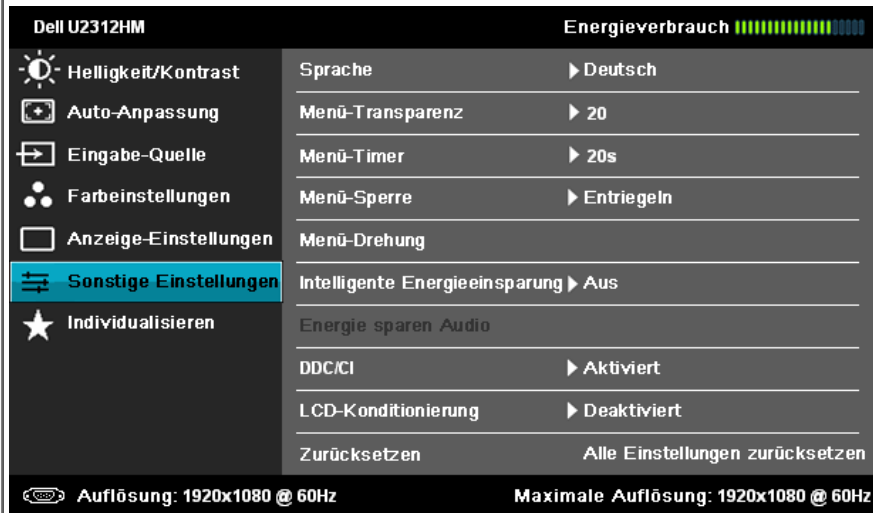 Dell U2312HM Energieverbrauch
Helligkeit/Kontrast
Auto-Anpassung
Eingabe-Quelle
Farbeinstellungen
Anzeige-Einstellungen
Sonstige Einstellungen
Individualisieren
Sprache Deutsch
Menü-Transparenz 20
Menü-Timer 20s
Menü-Sperre Entriegeln
Menü-Drehung
Intelligente Energieeinsparung Aus
Energie sparen Audio
DDC/CI Aktiviert
LCD-Konditionierung Deaktiviert
Zurücksetzen Alle Einstellungen zurücksetzen
Auflösung: 1920x1080 @ 60Hz Maximale Auflösung: 1920x1080 @ 60Hz